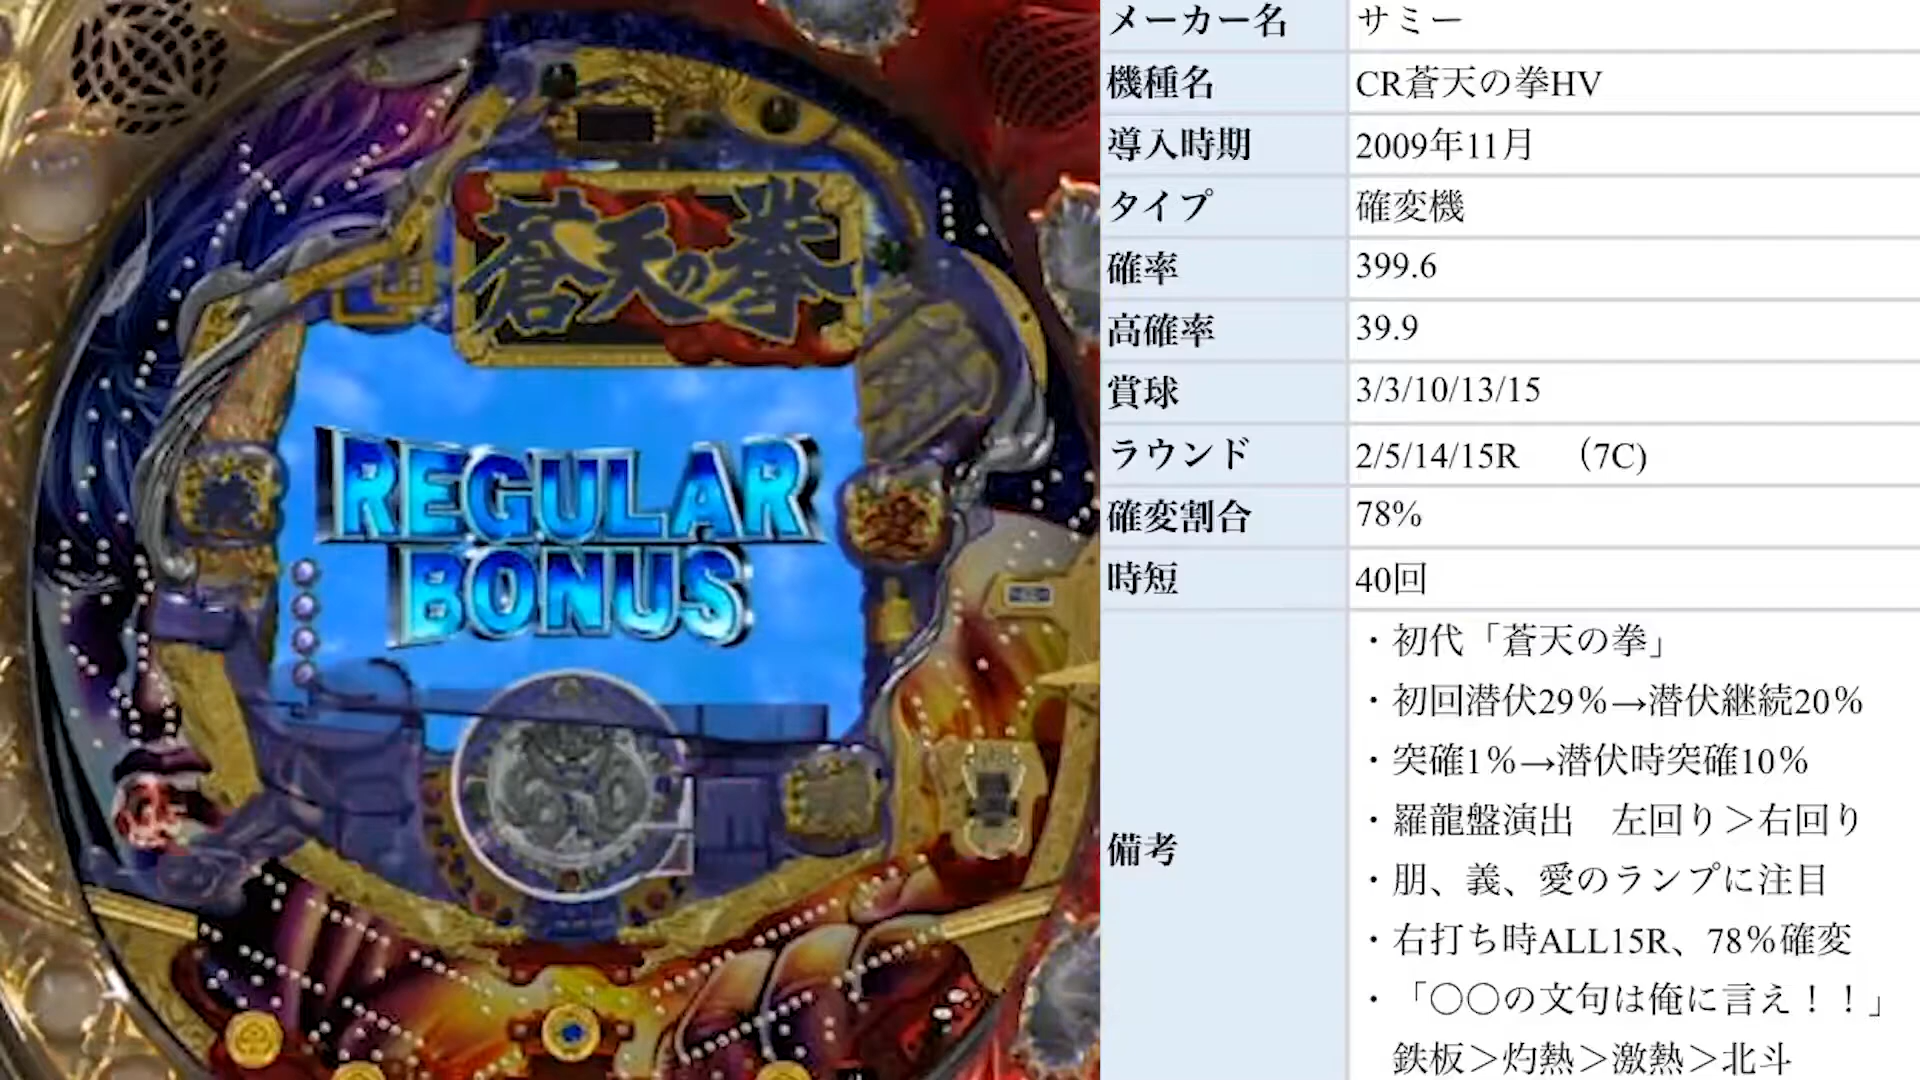 蒼天の拳
REGULAR
BONUS
愛
メーカー名 サミー
機種名 CR蒼天の拳HV
導入時期 2009年11月
タイプ 確変機
確率 399.6
高確率 39.9
賞球 3/3/10/13/15
ラウンド 2/5/14/15R （7C)
確変割合 78%
時短 40回
備考
・初代「蒼天の拳」
・初回潜伏29%→潜伏継続20%
・突確1%→潜伏時突確10%
・羅龍盤演出 左回り＞右回り
・朋、義、愛のランプに注目
・右打ち時ALL15R、78%確変
・「〇〇の文句は俺に言え！！」
鉄板＞灼熱＞激熱＞北斗